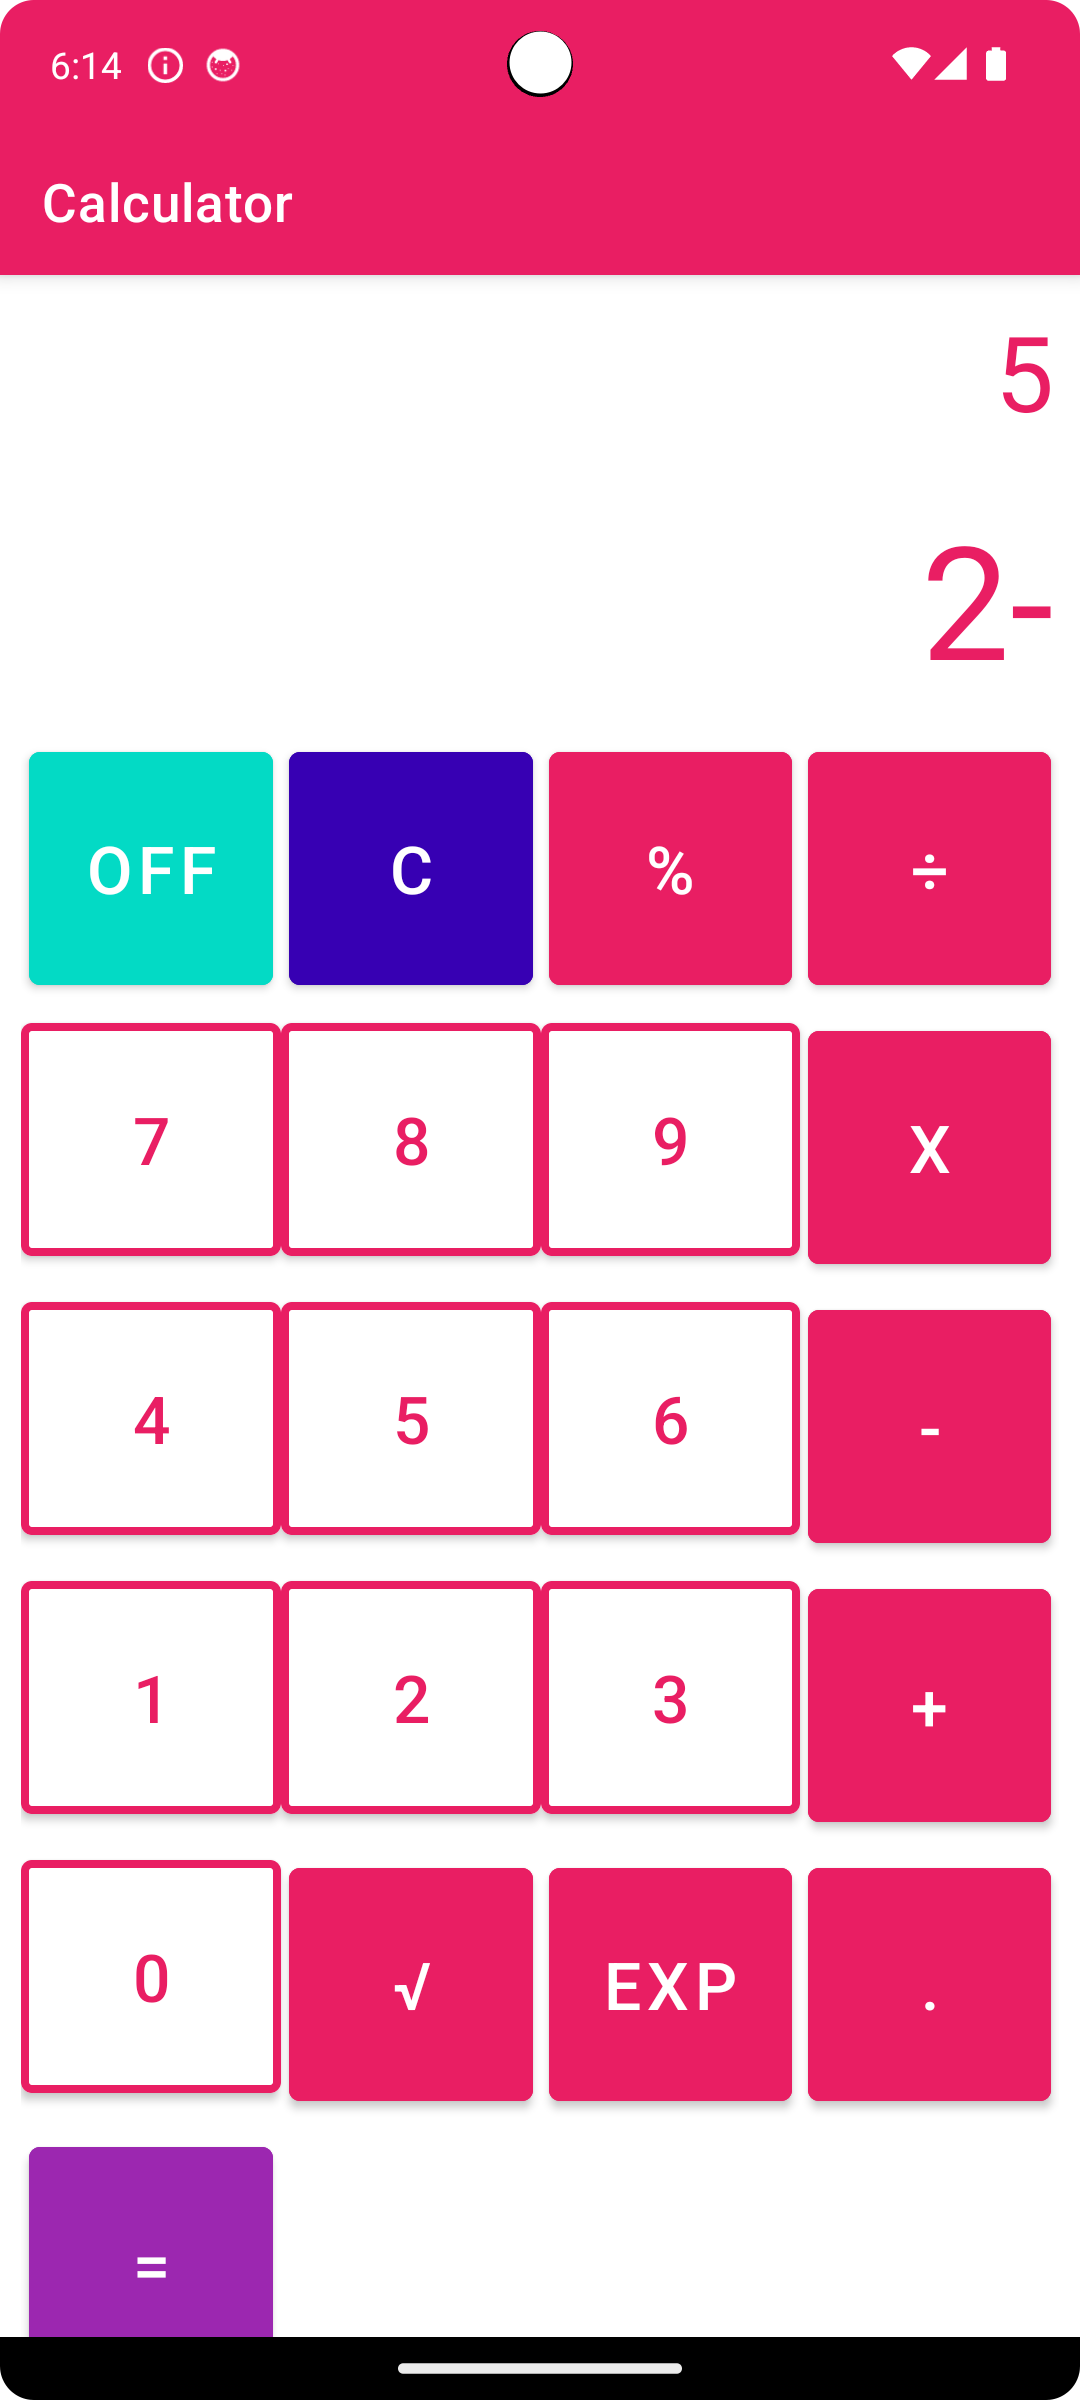 6:14
Calculator
5
2-
OFF C % ÷
7 8 9 X
4 5 6 -
1 2 3 +
0 √ EXP .
=